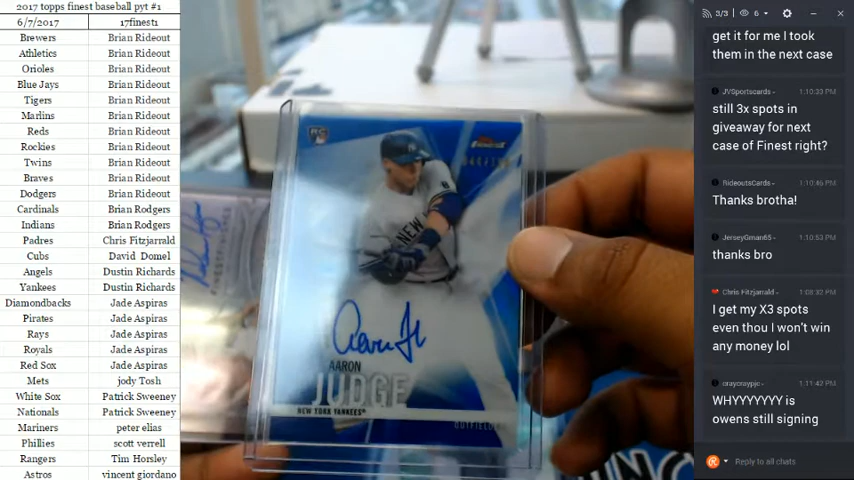 2017 topps finest baseball pyt #1
6/7/2017 17finest1
Brewers Brian Rideout
Athletics Brian Rideout
Orioles Brian Rideout
Blue Jays Brian Rideout
Tigers Brian Rideout
Marlins Brian Rideout
Reds Brian Rideout
Rockies Brian Rideout
Twins Brian Rideout
Braves Brian Rideout
Dodgers Brian Rideout
Cardinals Brian Rodgers
Indians Brian Rodgers
Padres Chris Fitzjarrald
Cubs David Domel
Angels Dustin Richards
Yankees Dustin Richards
Diamondbacks Jade Aspiras
Pirates Jade Aspiras
Rays Jade Aspiras
Royals Jade Aspiras
Red Sox Jade Aspiras
Mets jody Tosh
White Sox Patrick Sweeney
Nationals Patrick Sweeney
Mariners peter elias
Phillies scott verrell
Rangers Tim Horsley
Astros vincent giordano
RC
FINEST
NEW
AARON
JUDGE
NEW YORK YANKEES
OUTFIELD
3/3 6
get it for me I took
them in the next case
JVSportscards 1:10:39 PM
still 3x spots in
giveaway for next
case of Finest right?
RideoutsCards 1:10:46 PM
Thanks brotha!
JerseyGman65 1:10:53 PM
thanks bro
Chris Fitzjarrald 1:08:32 PM
I get my X3 spots
even thou I won't win
any money lol
craycraypjc 1:11:42 PM
WHYYYYYYY is
owens still signing
Reply to all chats